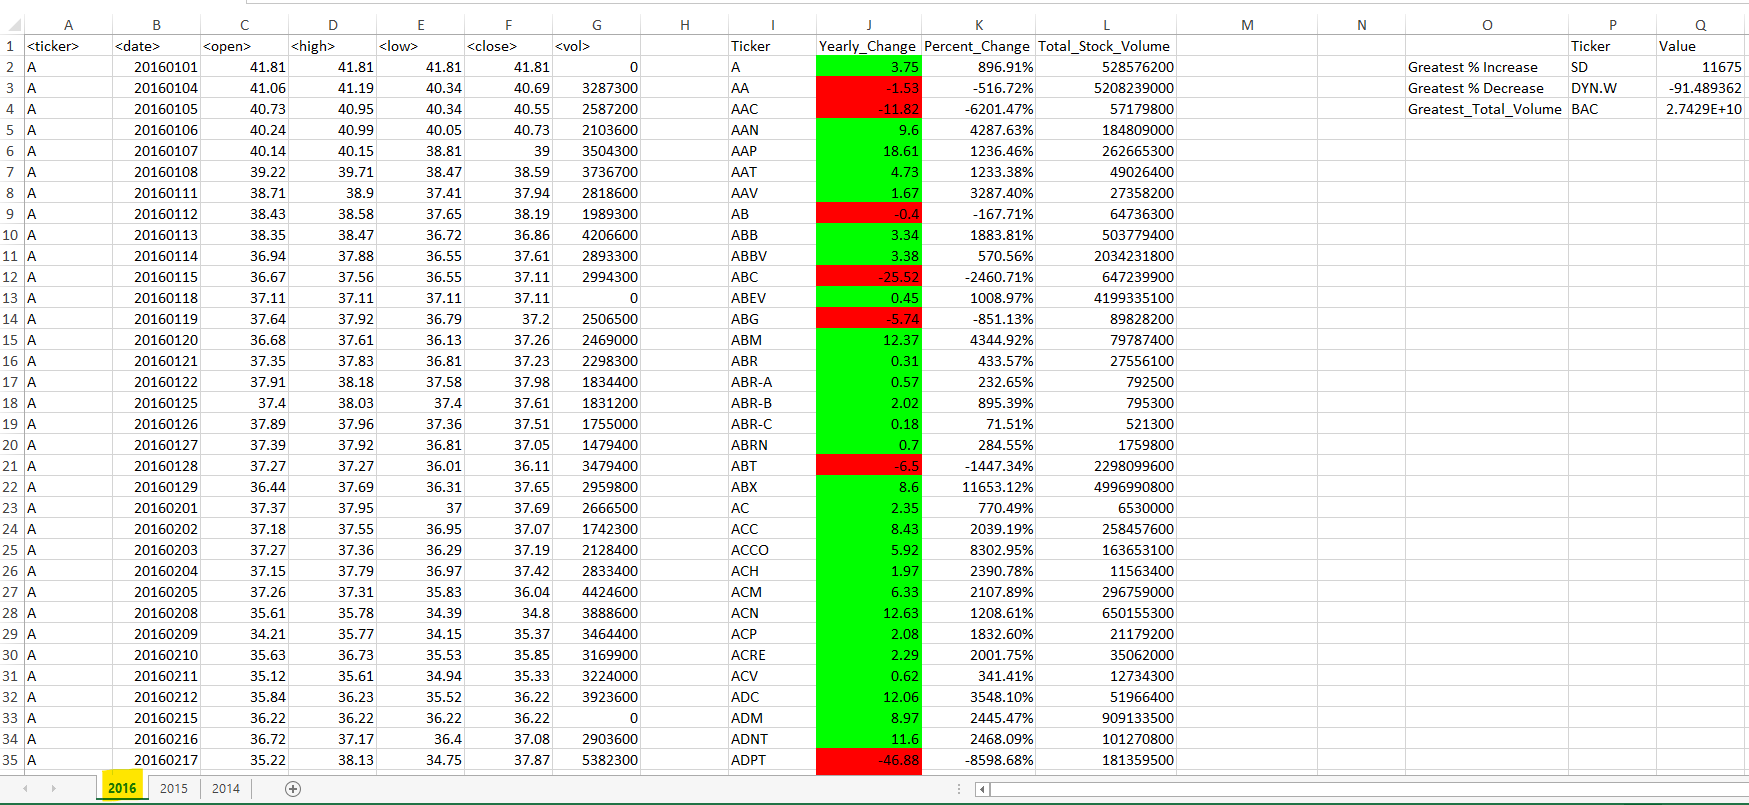 A B C D E F G H I J K L M N O P Q
1 <ticker> <date> <open> <high> <low> <close> <vol> Ticker Yearly_Change Percent_Change Total_Stock_Volume Ticker Value
2 A 20160101 41.81 41.81 41.81 41.81 0 A 3.75 896.91% 528576200 Greatest % Increase SD 11675
3 A 20160104 41.06 41.19 40.34 40.69 3287300 AA -1.53 -516.72% 5208239000 Greatest % Decrease DYN.W -91.489362
4 A 20160105 40.73 40.95 40.34 40.55 2587200 AAC -11.82 -6201.47% 57179800 Greatest_Total_Volume BAC 2.7429E+10
5 A 20160106 40.24 40.99 40.05 40.73 2103600 AAN 9.6 4287.63% 184809000
6 A 20160107 40.14 40.15 38.81 39 3504300 AAP 18.61 1236.46% 262665300
7 A 20160108 39.22 39.71 38.47 38.59 3736700 AAT 4.73 1233.38% 49026400
8 A 20160111 38.71 38.9 37.41 37.94 2818600 AAV 1.67 3287.40% 27358200
9 A 20160112 38.43 38.58 37.65 38.19 1989300 AB -0.4 -167.71% 64736300
10 A 20160113 38.35 38.47 36.72 36.86 4206600 ABB 3.34 1883.81% 503779400
11 A 20160114 36.94 37.88 36.55 37.61 2893300 ABBV 3.38 570.56% 2034231800
12 A 20160115 36.67 37.56 36.55 37.11 2994300 ABC -25.52 -2460.71% 647239900
13 A 20160118 37.11 37.11 37.11 37.11 0 ABEV 0.45 1008.97% 4199335100
14 A 20160119 37.64 37.92 36.79 37.2 2506500 ABG -5.74 -851.13% 89828200
15 A 20160120 36.68 37.61 36.13 37.26 2469000 ABM 12.37 4344.92% 79787400
16 A 20160121 37.35 37.83 36.81 37.23 2298300 ABR 0.31 433.57% 27556100
17 A 20160122 37.91 38.18 37.58 37.98 1834400 ABR-A 0.57 232.65% 792500
18 A 20160125 37.4 38.03 37.4 37.61 1831200 ABR-B 2.02 895.39% 795300
19 A 20160126 37.89 37.96 37.36 37.51 1755000 ABR-C 0.18 71.51% 521300
20 A 20160127 37.39 37.92 36.81 37.05 1479400 ABRN 0.7 284.55% 1759800
21 A 20160128 37.27 37.27 36.01 36.11 3479400 ABT -6.5 -1447.34% 2298099600
22 A 20160129 36.44 37.69 36.31 37.65 2959800 ABX 8.6 11653.12% 4996990800
23 A 20160201 37.37 37.95 37 37.69 2666500 AC 2.35 770.49% 6530000
24 A 20160202 37.18 37.55 36.95 37.07 1742300 ACC 8.43 2039.19% 258457600
25 A 20160203 37.27 37.36 36.29 37.19 2128400 ACCO 5.92 8302.95% 163653100
26 A 20160204 37.15 37.79 36.97 37.42 2833400 ACH 1.97 2390.78% 11563400
27 A 20160205 37.26 37.31 35.83 36.04 4424600 ACM 6.33 2107.89% 296759000
28 A 20160208 35.61 35.78 34.39 34.8 3888600 ACN 12.63 1208.61% 650155300
29 A 20160209 34.21 35.77 34.15 35.37 3464400 ACP 2.08 1832.60% 21179200
30 A 20160210 35.63 36.73 35.53 35.85 3169900 ACRE 2.29 2001.75% 35062000
31 A 20160211 35.12 35.61 34.94 35.33 3224000 ACV 0.62 341.41% 12734300
32 A 20160212 35.84 36.23 35.52 36.22 3923600 ADC 12.06 3548.10% 51966400
33 A 20160215 36.22 36.22 36.22 36.22 0 ADM 8.97 2445.47% 909133500
34 A 20160216 36.72 37.17 36.4 37.08 2903600 ADNT 11.6 2468.09% 101270800
35 A 20160217 35.22 38.13 34.75 37.87 5382300 ADPT -46.88 -8598.68% 181359500
2016 2015 2014